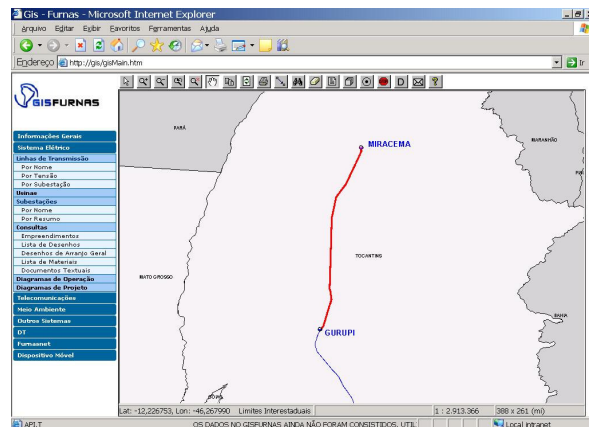 Gis - Furnas - Microsoft Internet Explorer
Arquivo Editar Exibir Favoritos Ferramentas Ajuda
Endereço http://gis/gisMain.htm Ir
GISFURNAS
Informações Gerais
Sistema Elétrico
Linhas de Transmissão
Por Nome
Por Tensão
Por Subestação
Usinas
Subestações
Por Nome
Por Resumo
Consultas
Empreendimentos
Lista de Desenhos
Desenhos de Arranjo Geral
Lista de Materiais
Documentos Textuais
Diagramas de Operação
Diagramas de Projeto
Telecomunicações
Meio Ambiente
Outros Sistemas
DT
Furnasnet
Dispositivo Móvel
D
PARÁ
MARANHÃO
MIRACEMA
TOCANTINS
MATO GROSSO
BAHIA
GURUPI
GOIÁS
Lat: -12,226753, Lon: -46,267990 Limites Interestaduais 1 : 2.913.366 388 x 261 (mi)
API.T OS DADOS NO GISFURNAS AINDA NÃO FORAM CONSISTIDOS. UTIL Local intranet